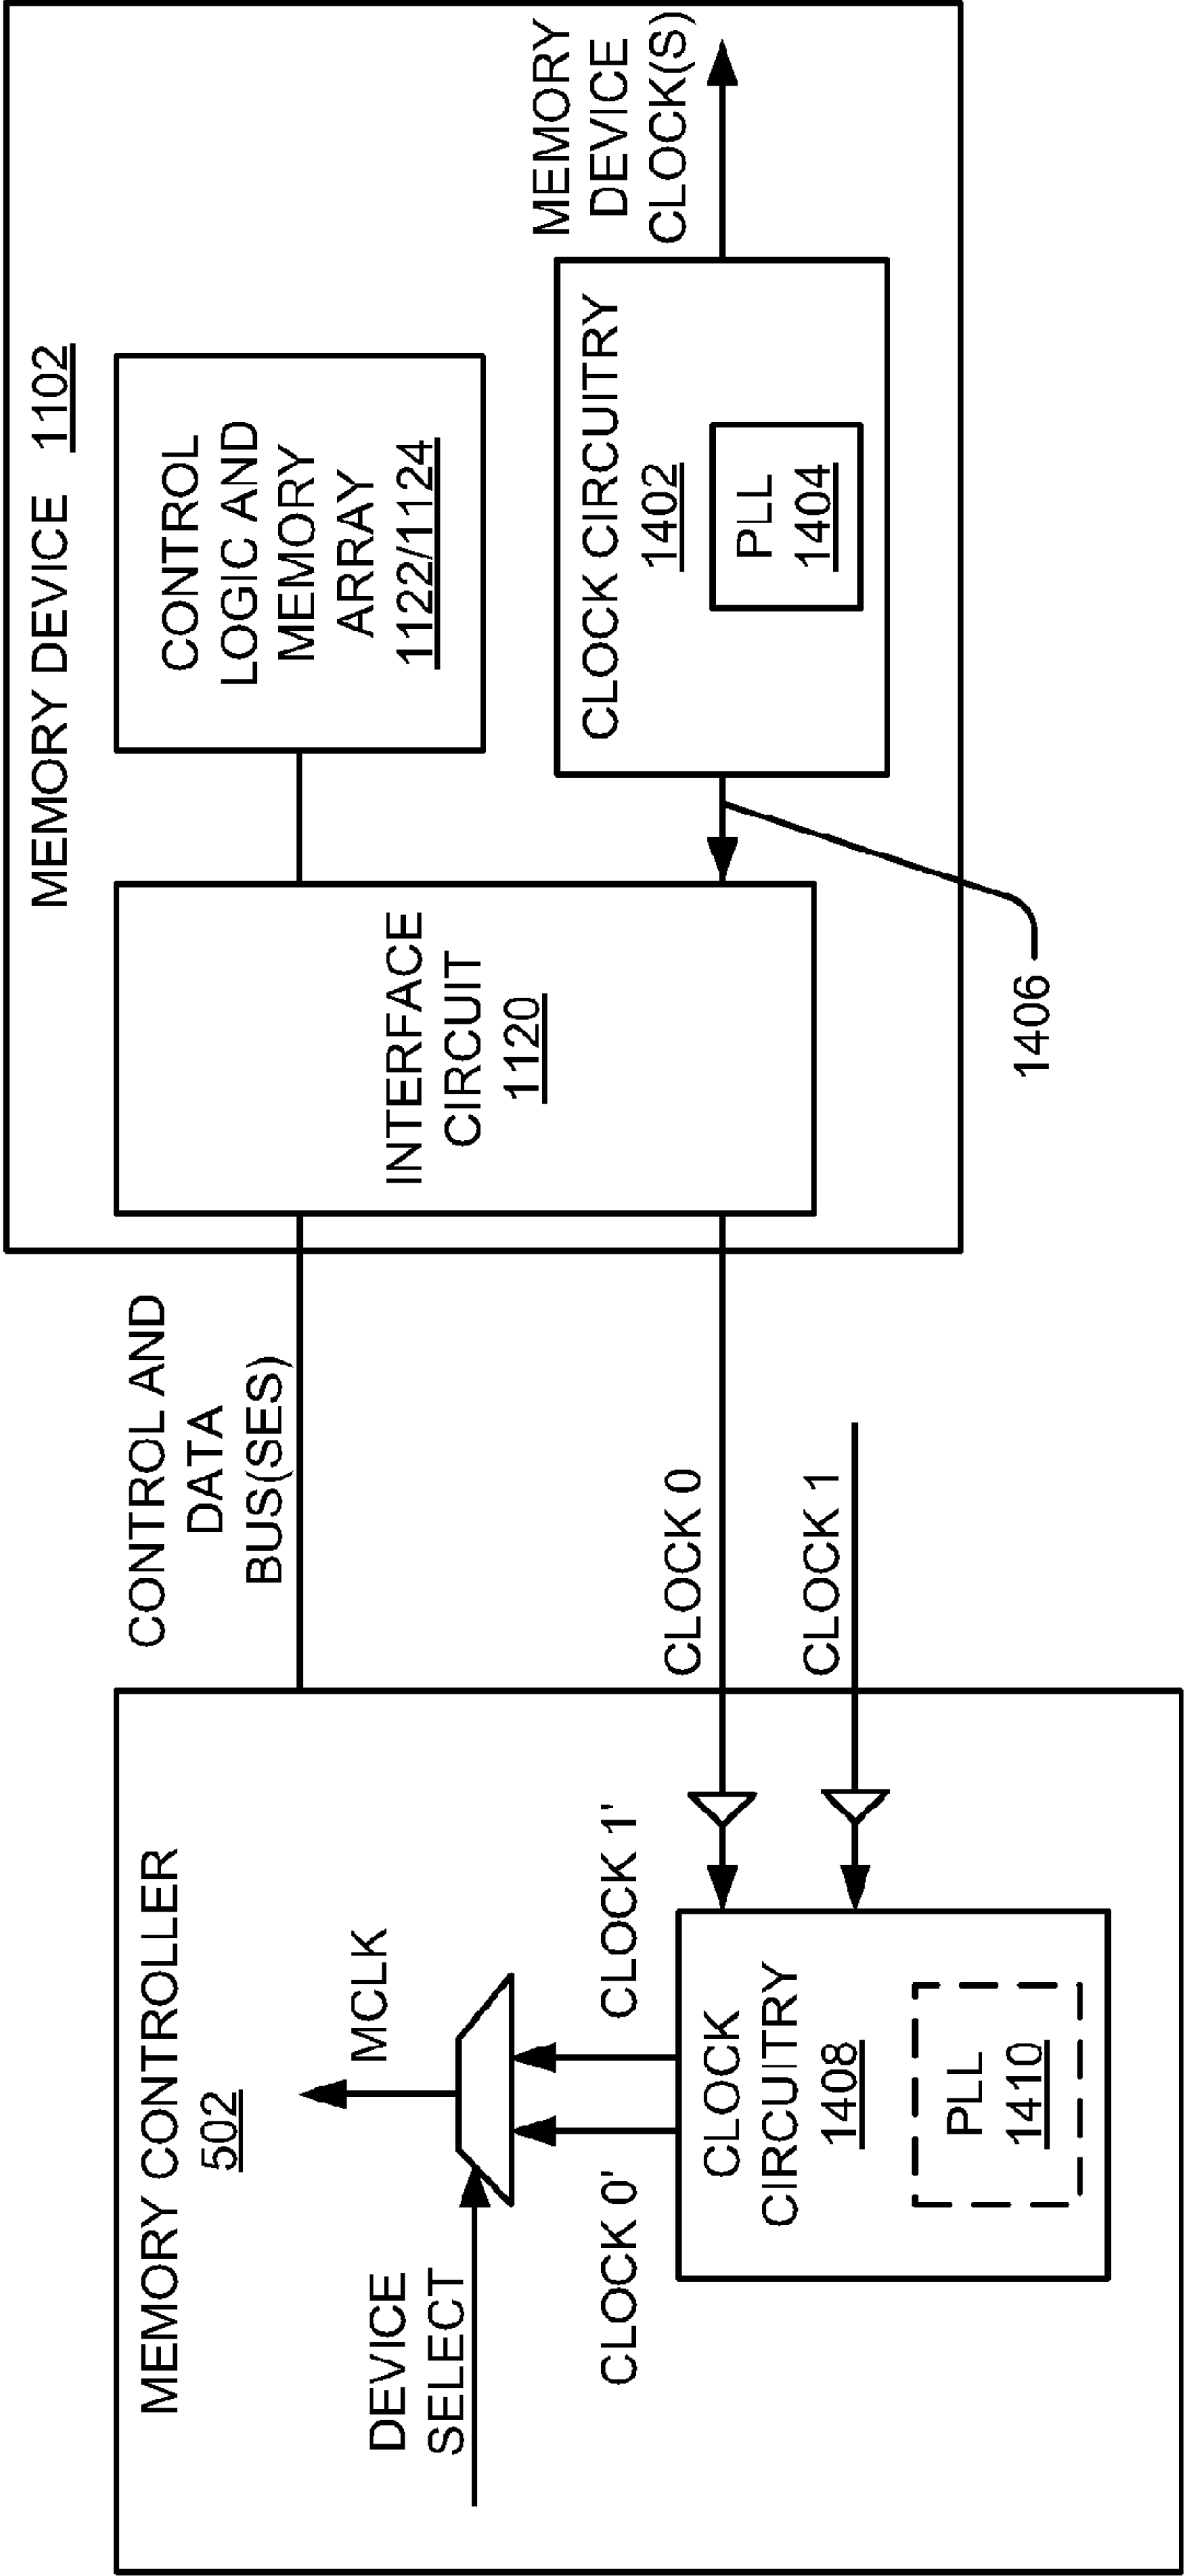 MEMORY CONTROLLER
502
DEVICE
SELECT
MCLK
CLOCK 0'
CLOCK 1'
CLOCK
CIRCUITRY
1408
PLL
1410
CONTROL AND
DATA
BUS(SES)
CLOCK 0
CLOCK 1
MEMORY DEVICE 1102
INTERFACE
CIRCUIT
1120
CONTROL
LOGIC AND
MEMORY
ARRAY
1122/1124
CLOCK CIRCUITRY
1402
PLL
1404
MEMORY
DEVICE
CLOCK(S)
1406